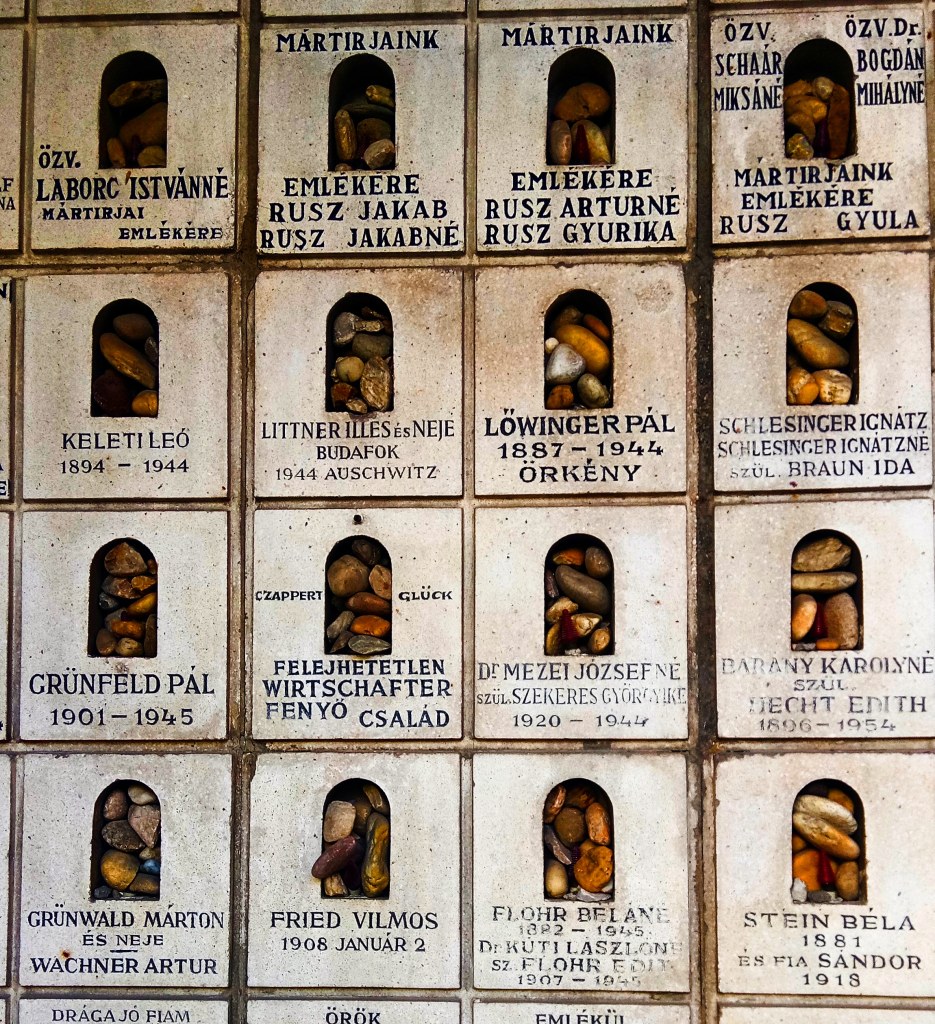 ÖZV.
LABORC ISTVÁNNÉ
MÁRTIRJAI
EMLÉKÉRE
MÁRTIRJAINK
EMLÉKÉRE
RUSZ JAKAB
RUSZ JAKABNÉ
MÁRTIRJAINK
EMLÉKÉRE
RUSZ ARTURNÉ
RUSZ GYURIKA
ÖZV. ÖZV. Dr.
SCHAÁR BOGDÁN
MIKSÁNÉ MIHÁLYNÉ
MÁRTIRJAINK
EMLÉKÉRE
RUSZ GYULA
KELETI LEÓ
1894 - 1944
LITTNER ILLES és NEJE
BUDAFOK
1944 AUSCHWITZ
LŐWINGER PÁL
1887 - 1944
ÖRKÉNY
SCHLESINGER IGNÁTZ
SCHLESINGER IGNÁTZNÉ
SZÜL. BRAUN IDA
GRÜNFELD PÁL
1901 - 1945
CZAPPERT GLÜCK
FELEJHETETLEN
WIRTSCHAFTER
FENYŐ CSALÁD
Dr MEZEI JÓZSEFNÉ
szül. SZEKERES GYÖRGYIKE
1920 - 1944
BÁRÁNY KÁROLYNÉ
SZÜL.
HECHT EDITH
1896 - 1954
GRÜNWALD MÁRTON
ÉS NEJE
WACHNER ARTUR
FRIED VILMOS
1908 JANUÁR 2
FLOHR BÉLÁNÉ
1882 - 1945
Dr KUTI LÁSZLÓNÉ
SZ. FLOHR EDIT
1907 - 1945
STEIN BÉLA
1881
ÉS FIA SÁNDOR
1918
DRÁGA JÓ FIAM
ÖRÖK
EMLÉKÜL